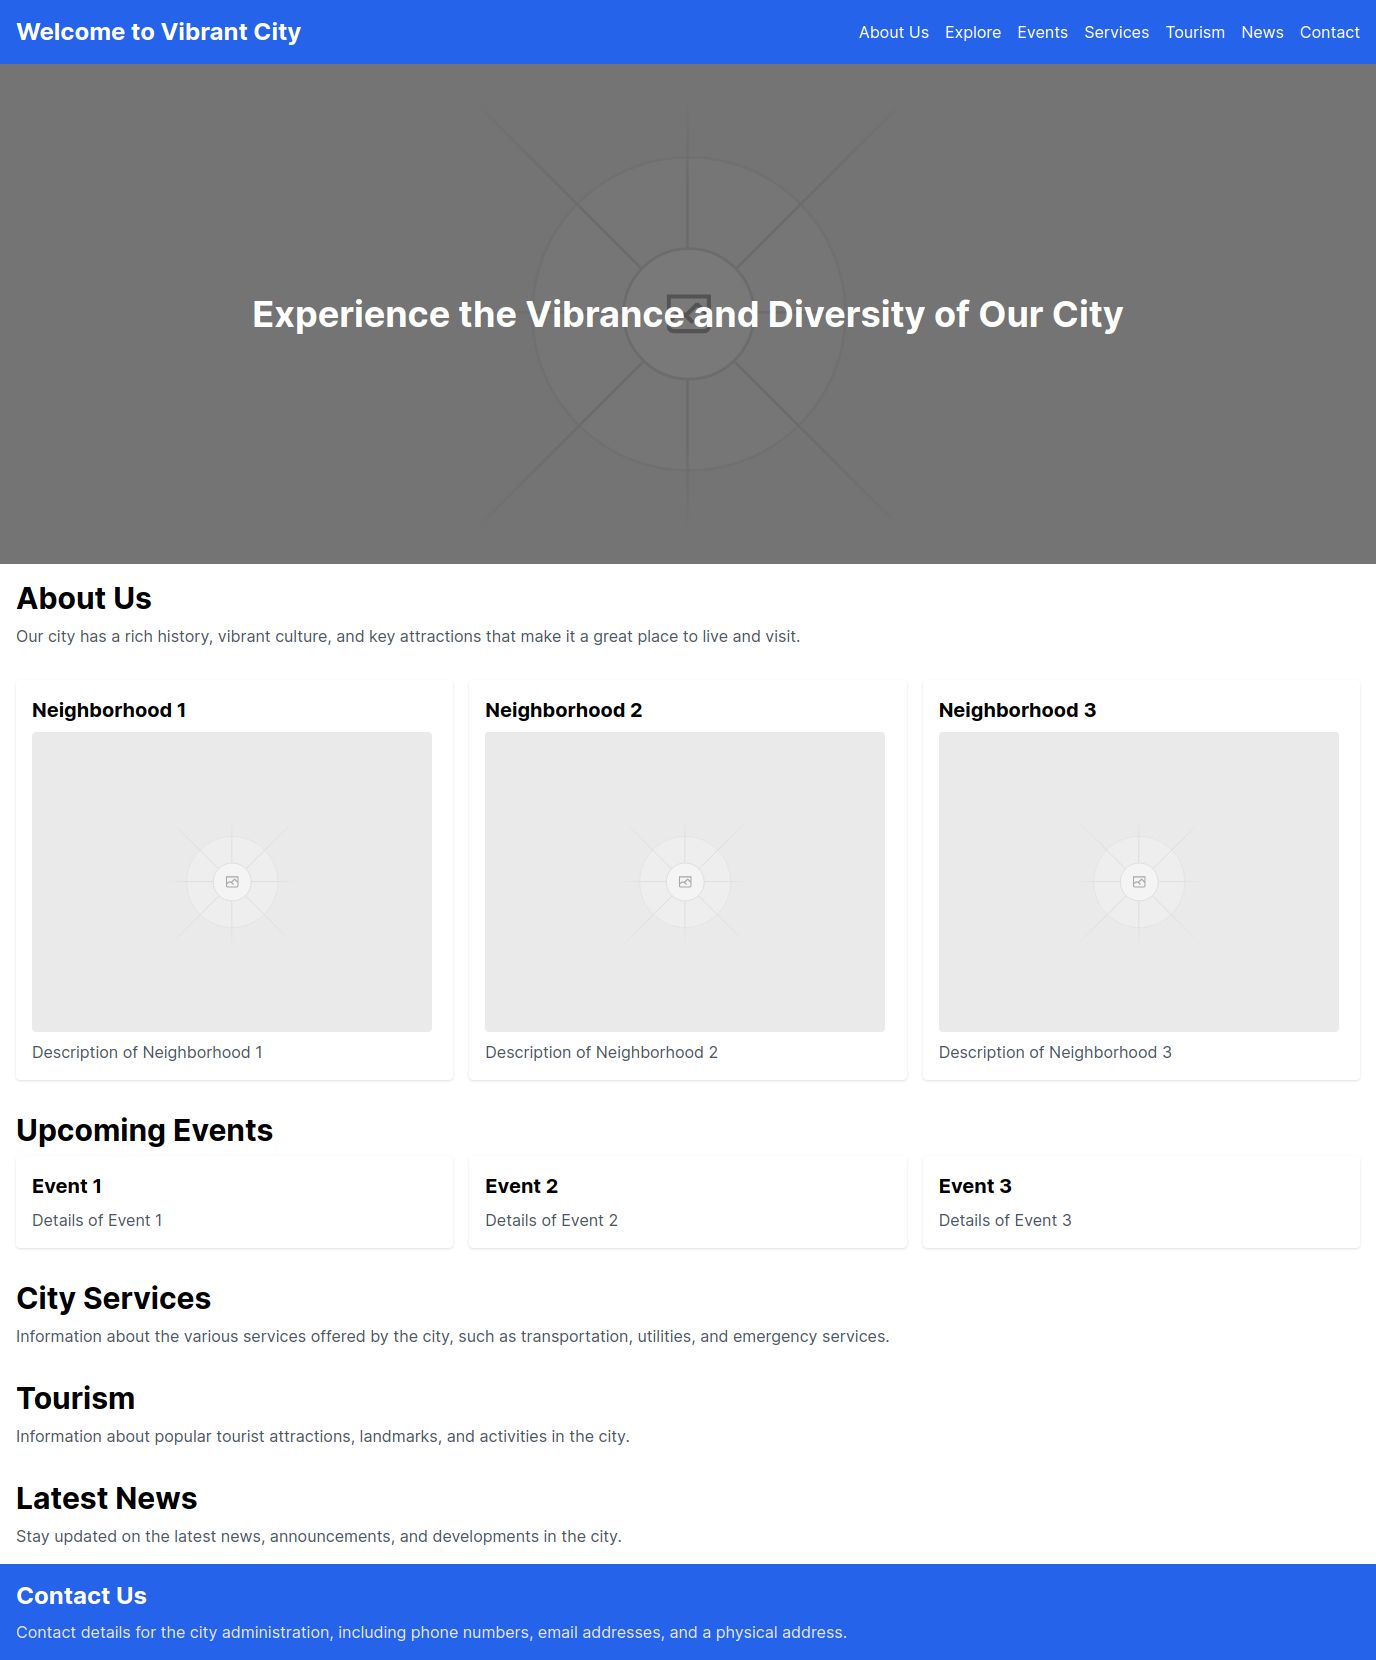 Welcome to Vibrant City
About Us Explore Events Services Tourism News Contact
Experience the Vibrance and Diversity of Our City
About Us
Our city has a rich history, vibrant culture, and key attractions that make it a great place to live and visit.
Neighborhood 1
Description of Neighborhood 1
Neighborhood 2
Description of Neighborhood 2
Neighborhood 3
Description of Neighborhood 3
Upcoming Events
Event 1
Details of Event 1
Event 2
Details of Event 2
Event 3
Details of Event 3
City Services
Information about the various services offered by the city, such as transportation, utilities, and emergency services.
Tourism
Information about popular tourist attractions, landmarks, and activities in the city.
Latest News
Stay updated on the latest news, announcements, and developments in the city.
Contact Us
Contact details for the city administration, including phone numbers, email addresses, and a physical address.